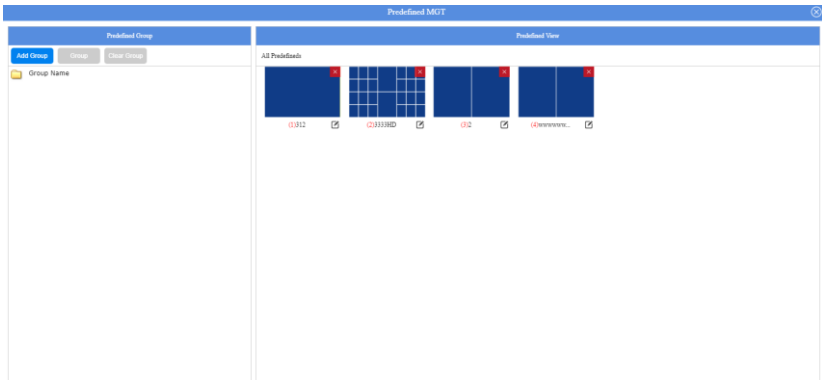 Predefined MGT
Predefined Group
Predefined View
Add Group Group Clear Group
All Predefineds
Group Name
(1)312 (2)3333HD (3)2 (4)wwwwww...